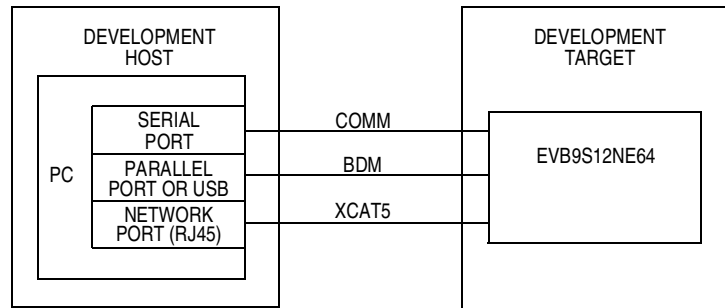 DEVELOPMENT
HOST
DEVELOPMENT
TARGET
PC
SERIAL
PORT
PARALLEL
PORT OR USB
NETWORK
PORT (RJ45)
COMM
BDM
XCAT5
EVB9S12NE64